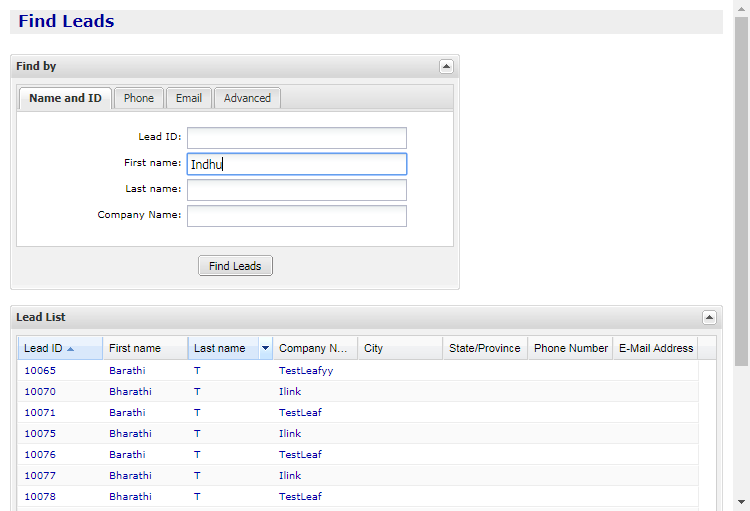 Find Leads
Find by
Name and ID Phone Email Advanced
Lead ID:
First name: Indhu
Last name:
Company Name:
Find Leads
Lead List
Lead ID First name Last name Company N... City State/Province Phone Number E-Mail Address
10065 Barathi T TestLeafyy
10070 Bharathi T Ilink
10071 Barathi T TestLeaf
10075 Bharathi T Ilink
10076 Barathi T TestLeaf
10077 Bharathi T Ilink
10078 Bharathi T TestLeaf